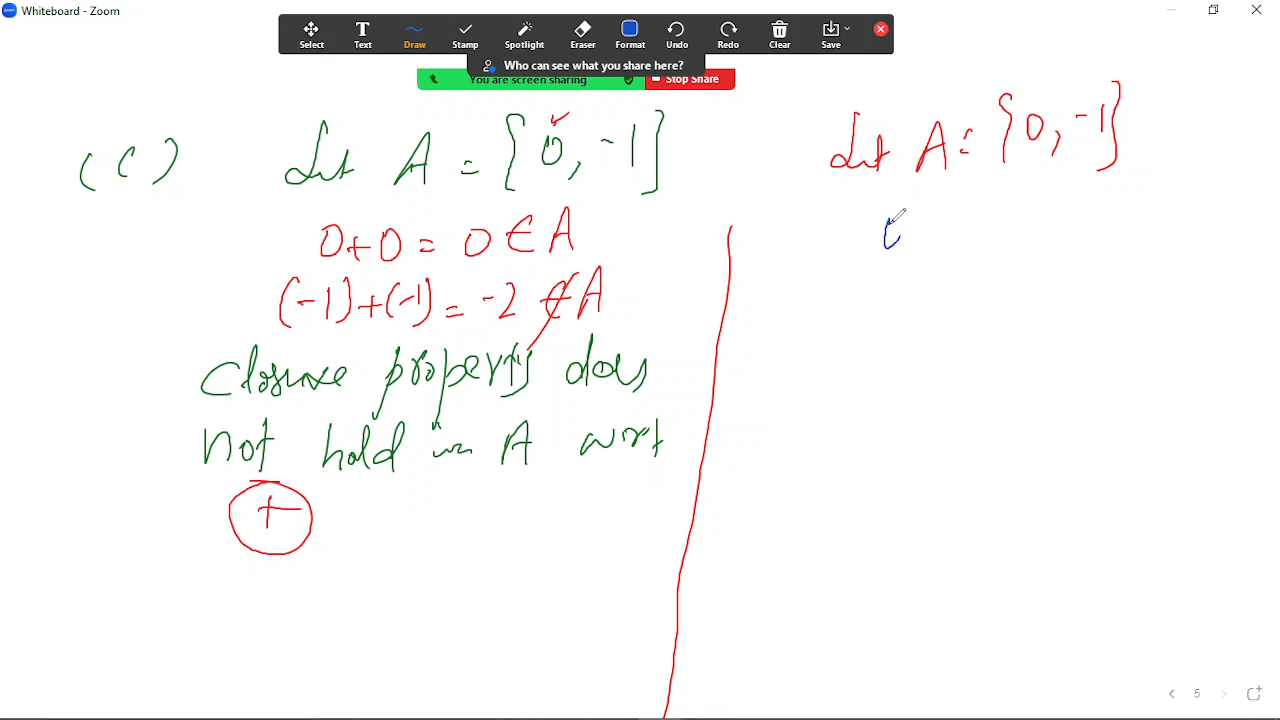 Whiteboard - Zoom
Select Text Draw Stamp Spotlight Eraser Format Undo Redo Clear Save
Who can see what you share here?
You are screen sharing Stop Share
(C) Let A = {0, -1}
0+0 = 0 ∈ A
(-1)+(-1) = -2 ∉ A
Closure property does
not hold in A wrt
+
Let A = {0, -1}
5